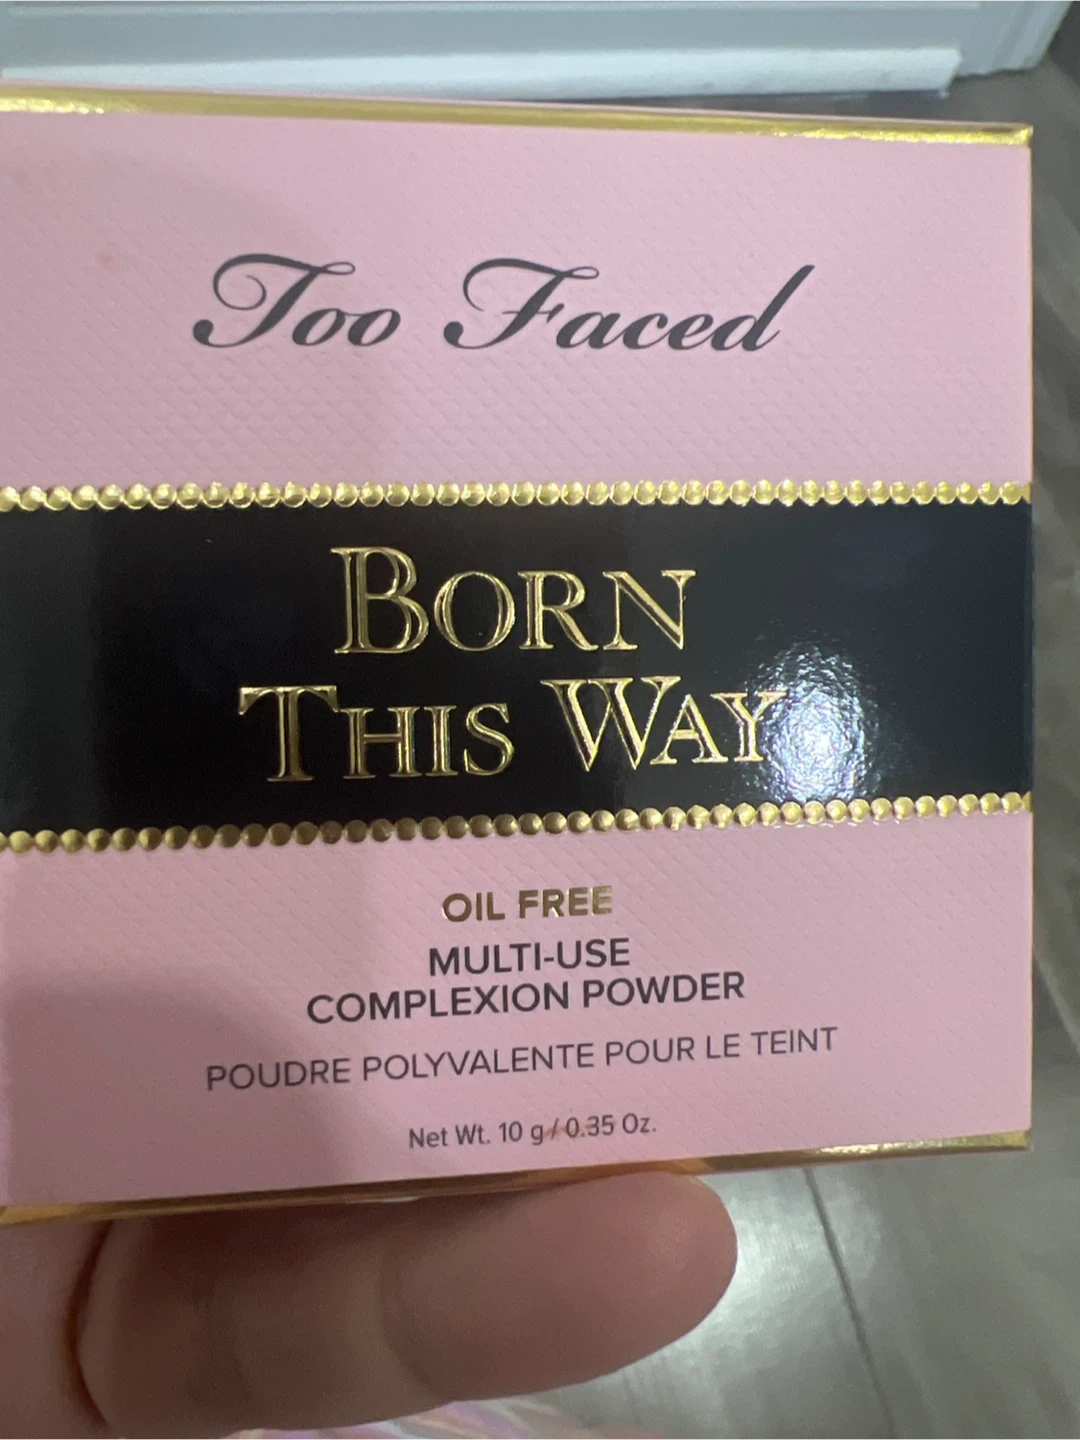 Too Faced
BORN
THIS WAY
OIL FREE
MULTI-USE
COMPLEXION POWDER
POUDRE POLYVALENTE POUR LE TEINT
Net Wt. 10 g / 0.35 Oz.